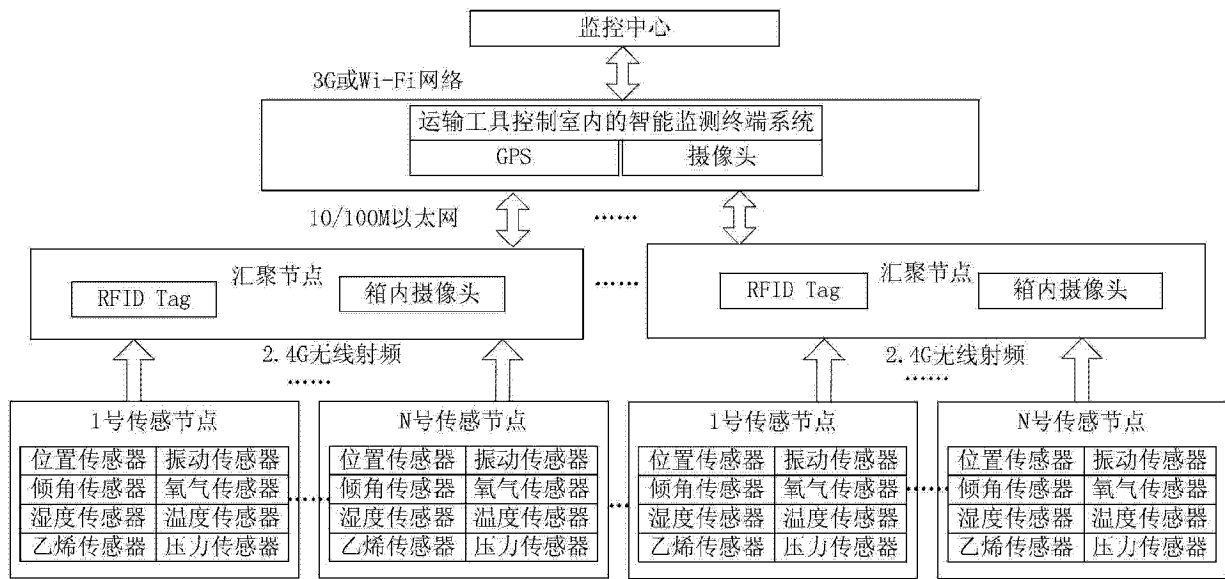 监控中心
3G或Wi-Fi网络
运输工具控制室内的智能监测终端系统
GPS 摄像头
10/100M以太网 ……
汇聚节点
RFID Tag 箱内摄像头
……
汇聚节点
RFID Tag 箱内摄像头
2.4G无线射频
……
2.4G无线射频
……
1号传感节点
位置传感器 振动传感器
倾角传感器 氧气传感器
湿度传感器 温度传感器
乙烯传感器 压力传感器
……
N号传感节点
位置传感器 振动传感器
倾角传感器 氧气传感器
湿度传感器 温度传感器
乙烯传感器 压力传感器
……
1号传感节点
位置传感器 振动传感器
倾角传感器 氧气传感器
湿度传感器 温度传感器
乙烯传感器 压力传感器
……
N号传感节点
位置传感器 振动传感器
倾角传感器 氧气传感器
湿度传感器 温度传感器
乙烯传感器 压力传感器